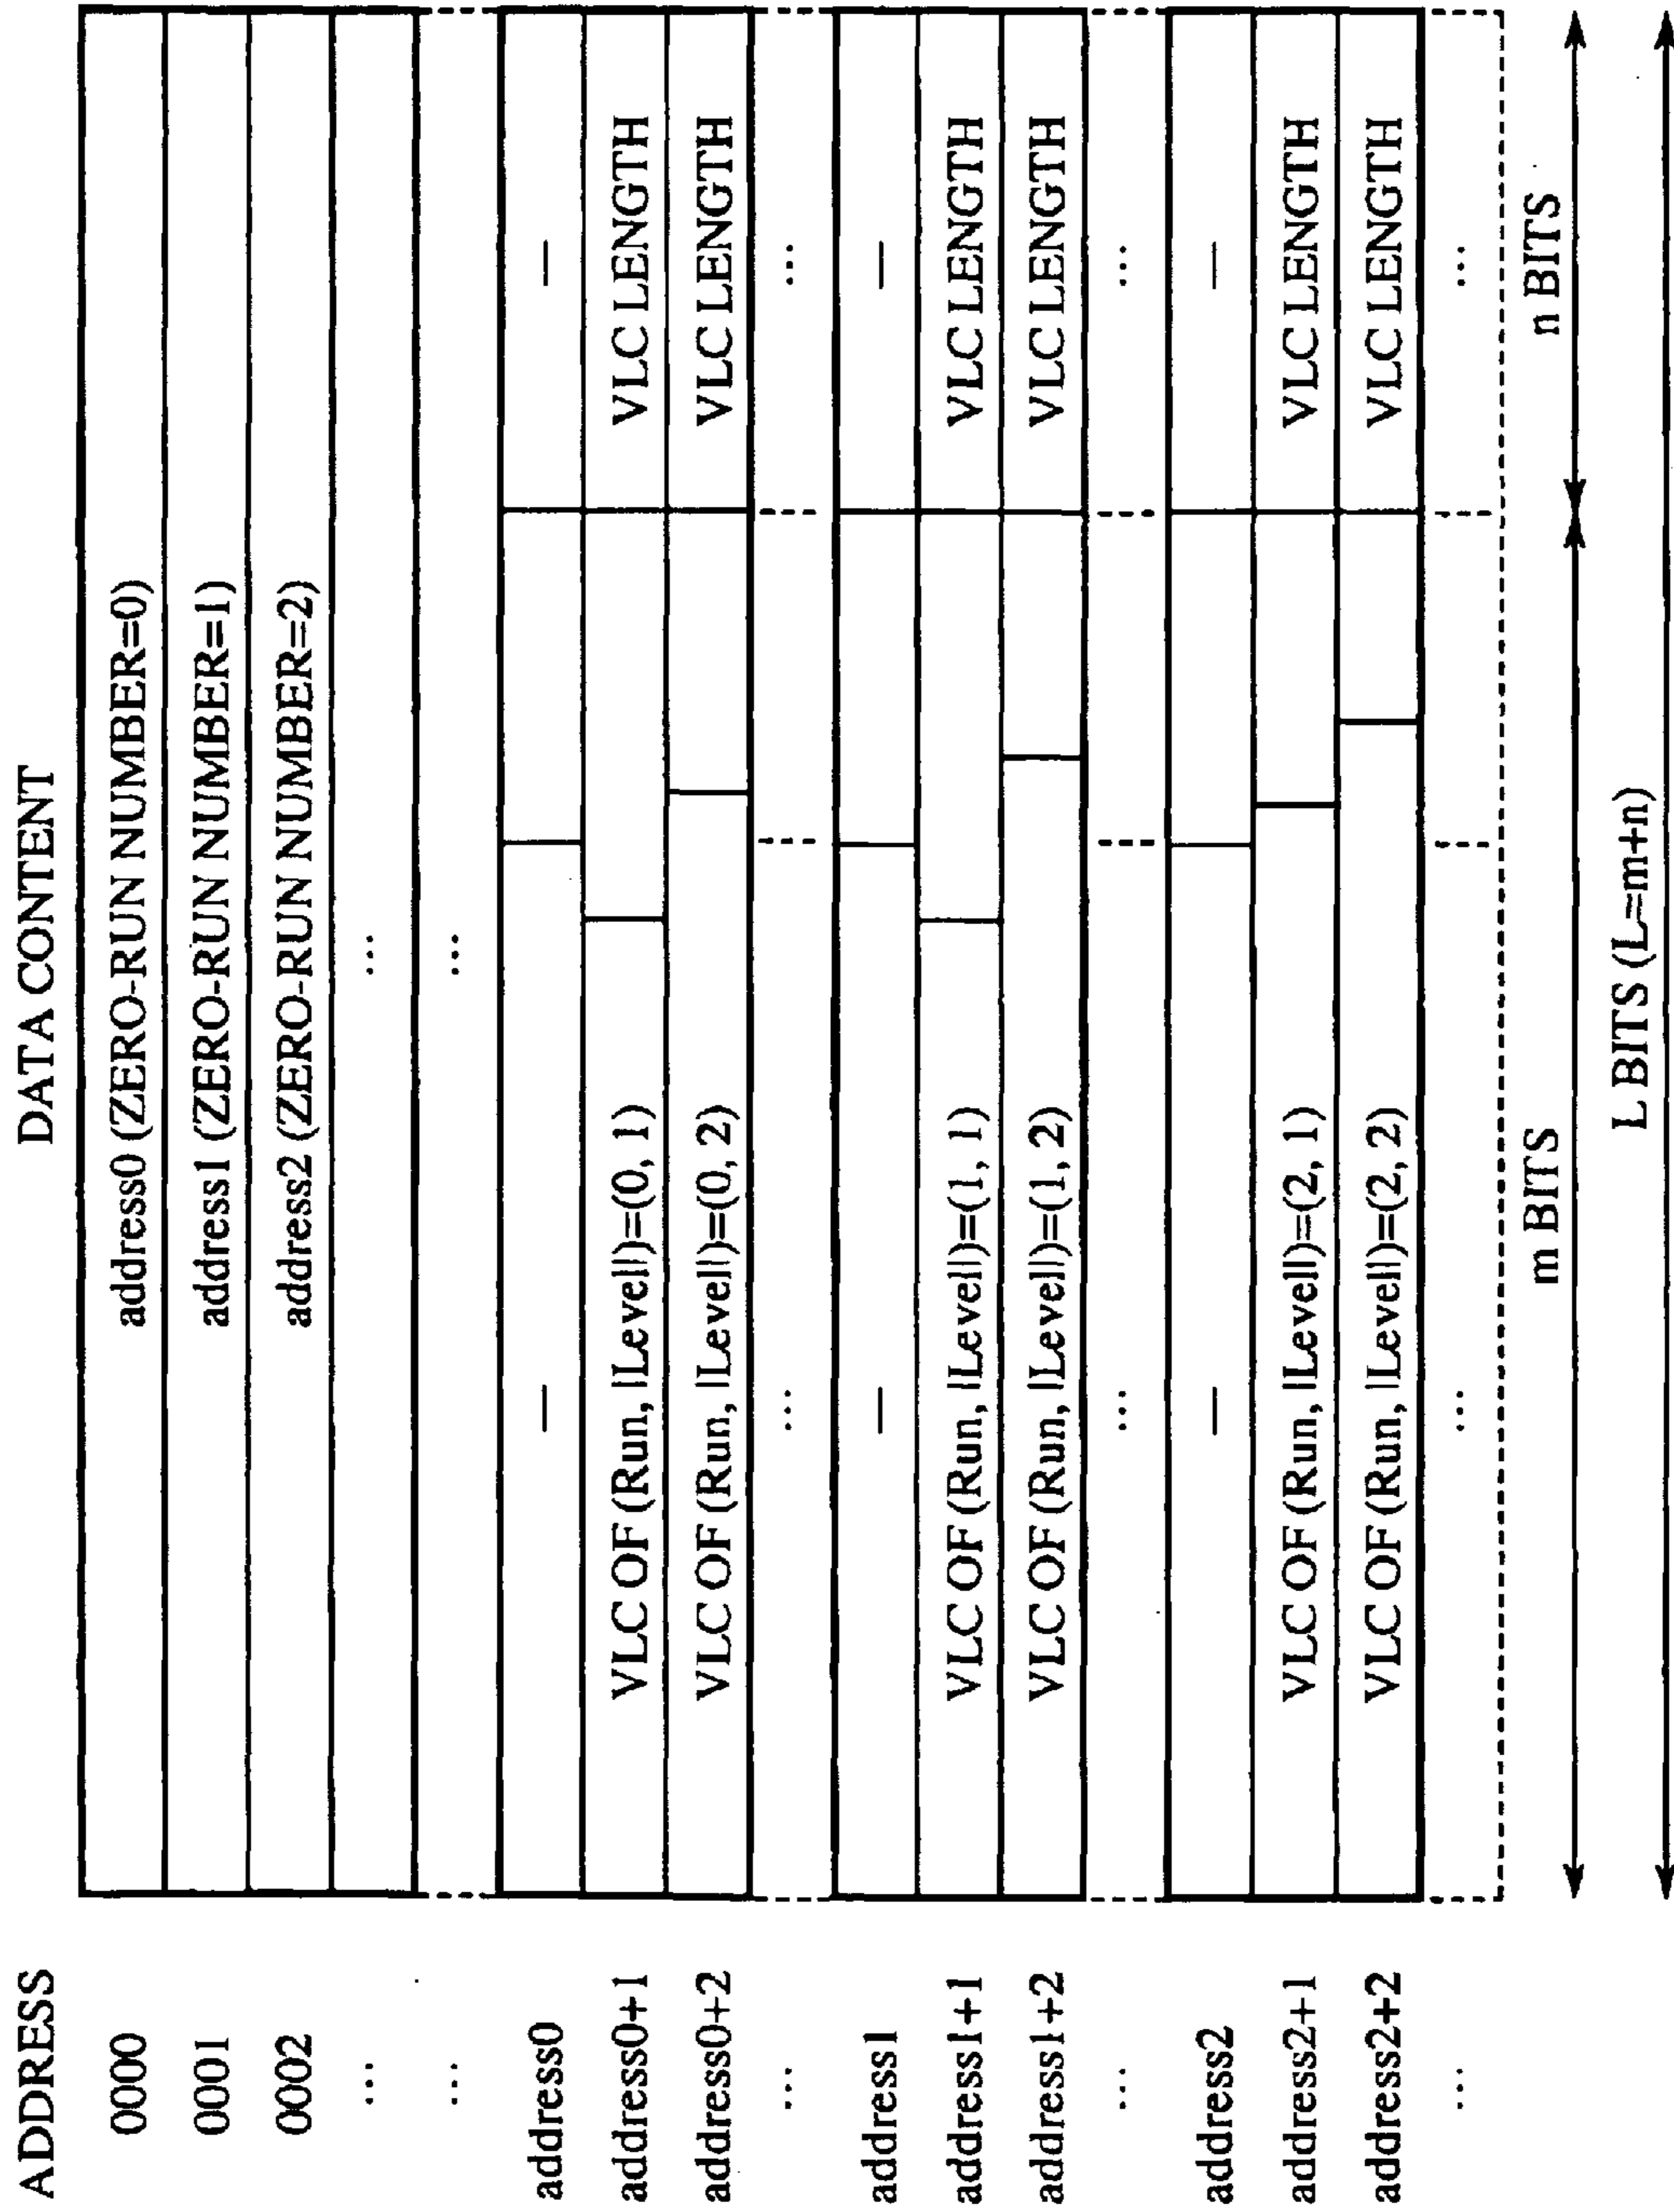 ADDRESS DATA CONTENT
0000 address0 (ZERO-RUN NUMBER=0)
0001 address1 (ZERO-RUN NUMBER=1)
0002 address2 (ZERO-RUN NUMBER=2)
... ...
... ...
address0 — —
address0+1 VLC OF (Run, |Level|)=(0, 1) VLC LENGTH
address0+2 VLC OF (Run, |Level|)=(0, 2) VLC LENGTH
... ... ...
address1 — —
address1+1 VLC OF (Run, |Level|)=(1, 1) VLC LENGTH
address1+2 VLC OF (Run, |Level|)=(1, 2) VLC LENGTH
... ... ...
address2 — —
address2+1 VLC OF (Run, |Level|)=(2, 1) VLC LENGTH
address2+2 VLC OF (Run, |Level|)=(2, 2) VLC LENGTH
... ... ...
m BITS n BITS
L BITS (L=m+n)